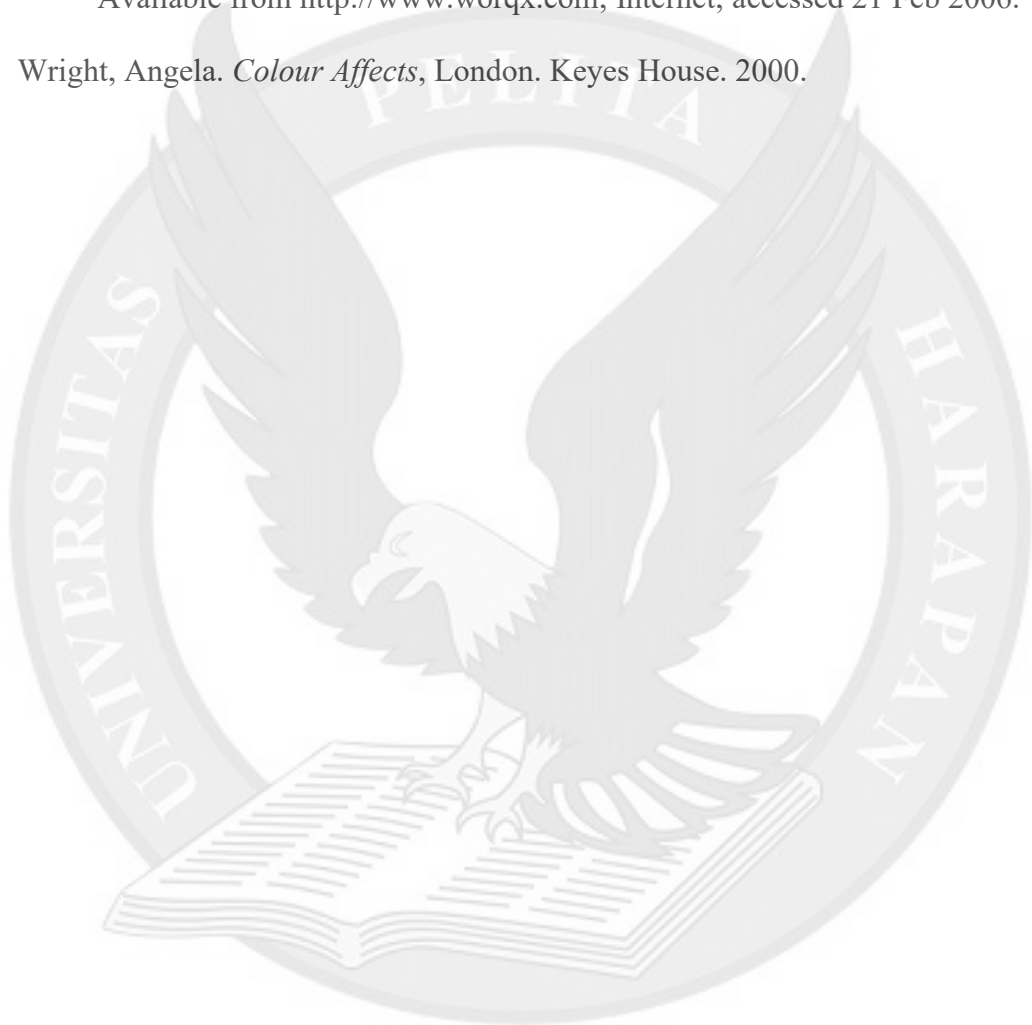 Available from http://www.worqx.com; Internet; accessed 21 Feb 2006.
Wright, Angela. Colour Affects, London. Keyes House. 2000.
UNIVERSITAS PELITA HARAPAN